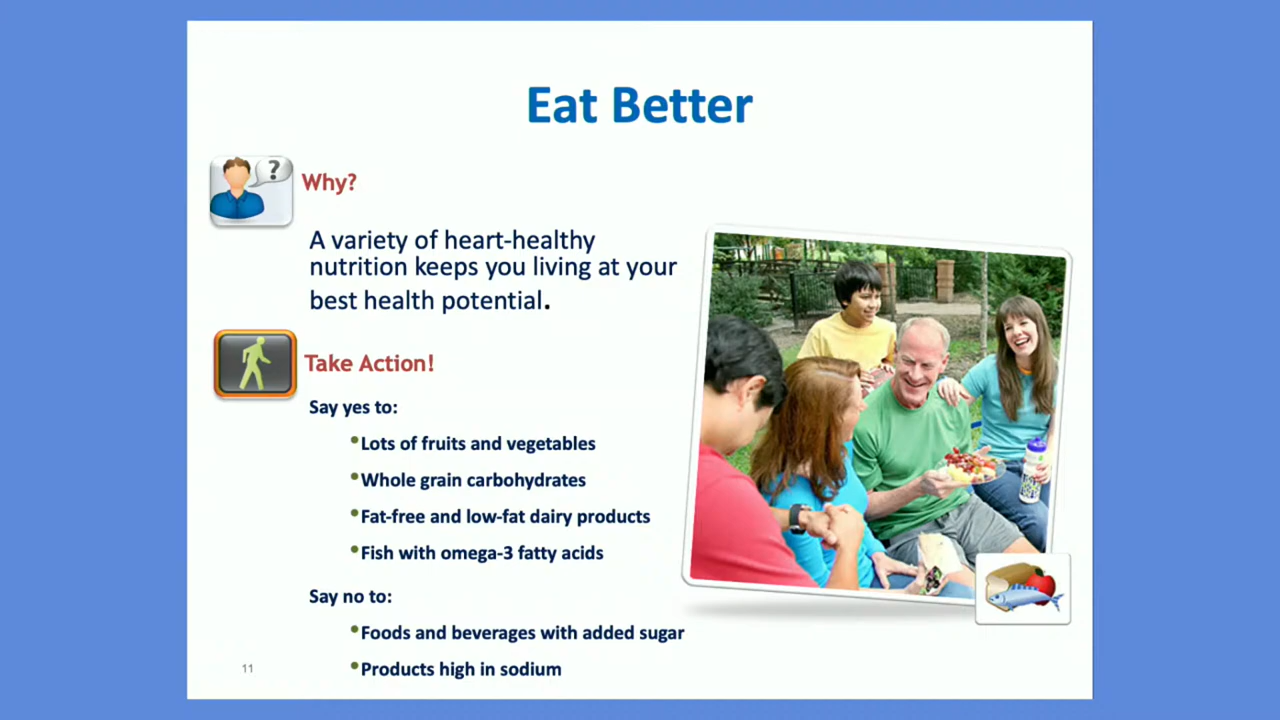 Eat Better
?
Why?
A variety of heart-healthy
nutrition keeps you living at your
best health potential.
Take Action!
Say yes to:
•Lots of fruits and vegetables
•Whole grain carbohydrates
•Fat-free and low-fat dairy products
•Fish with omega-3 fatty acids
Say no to:
•Foods and beverages with added sugar
•Products high in sodium
11